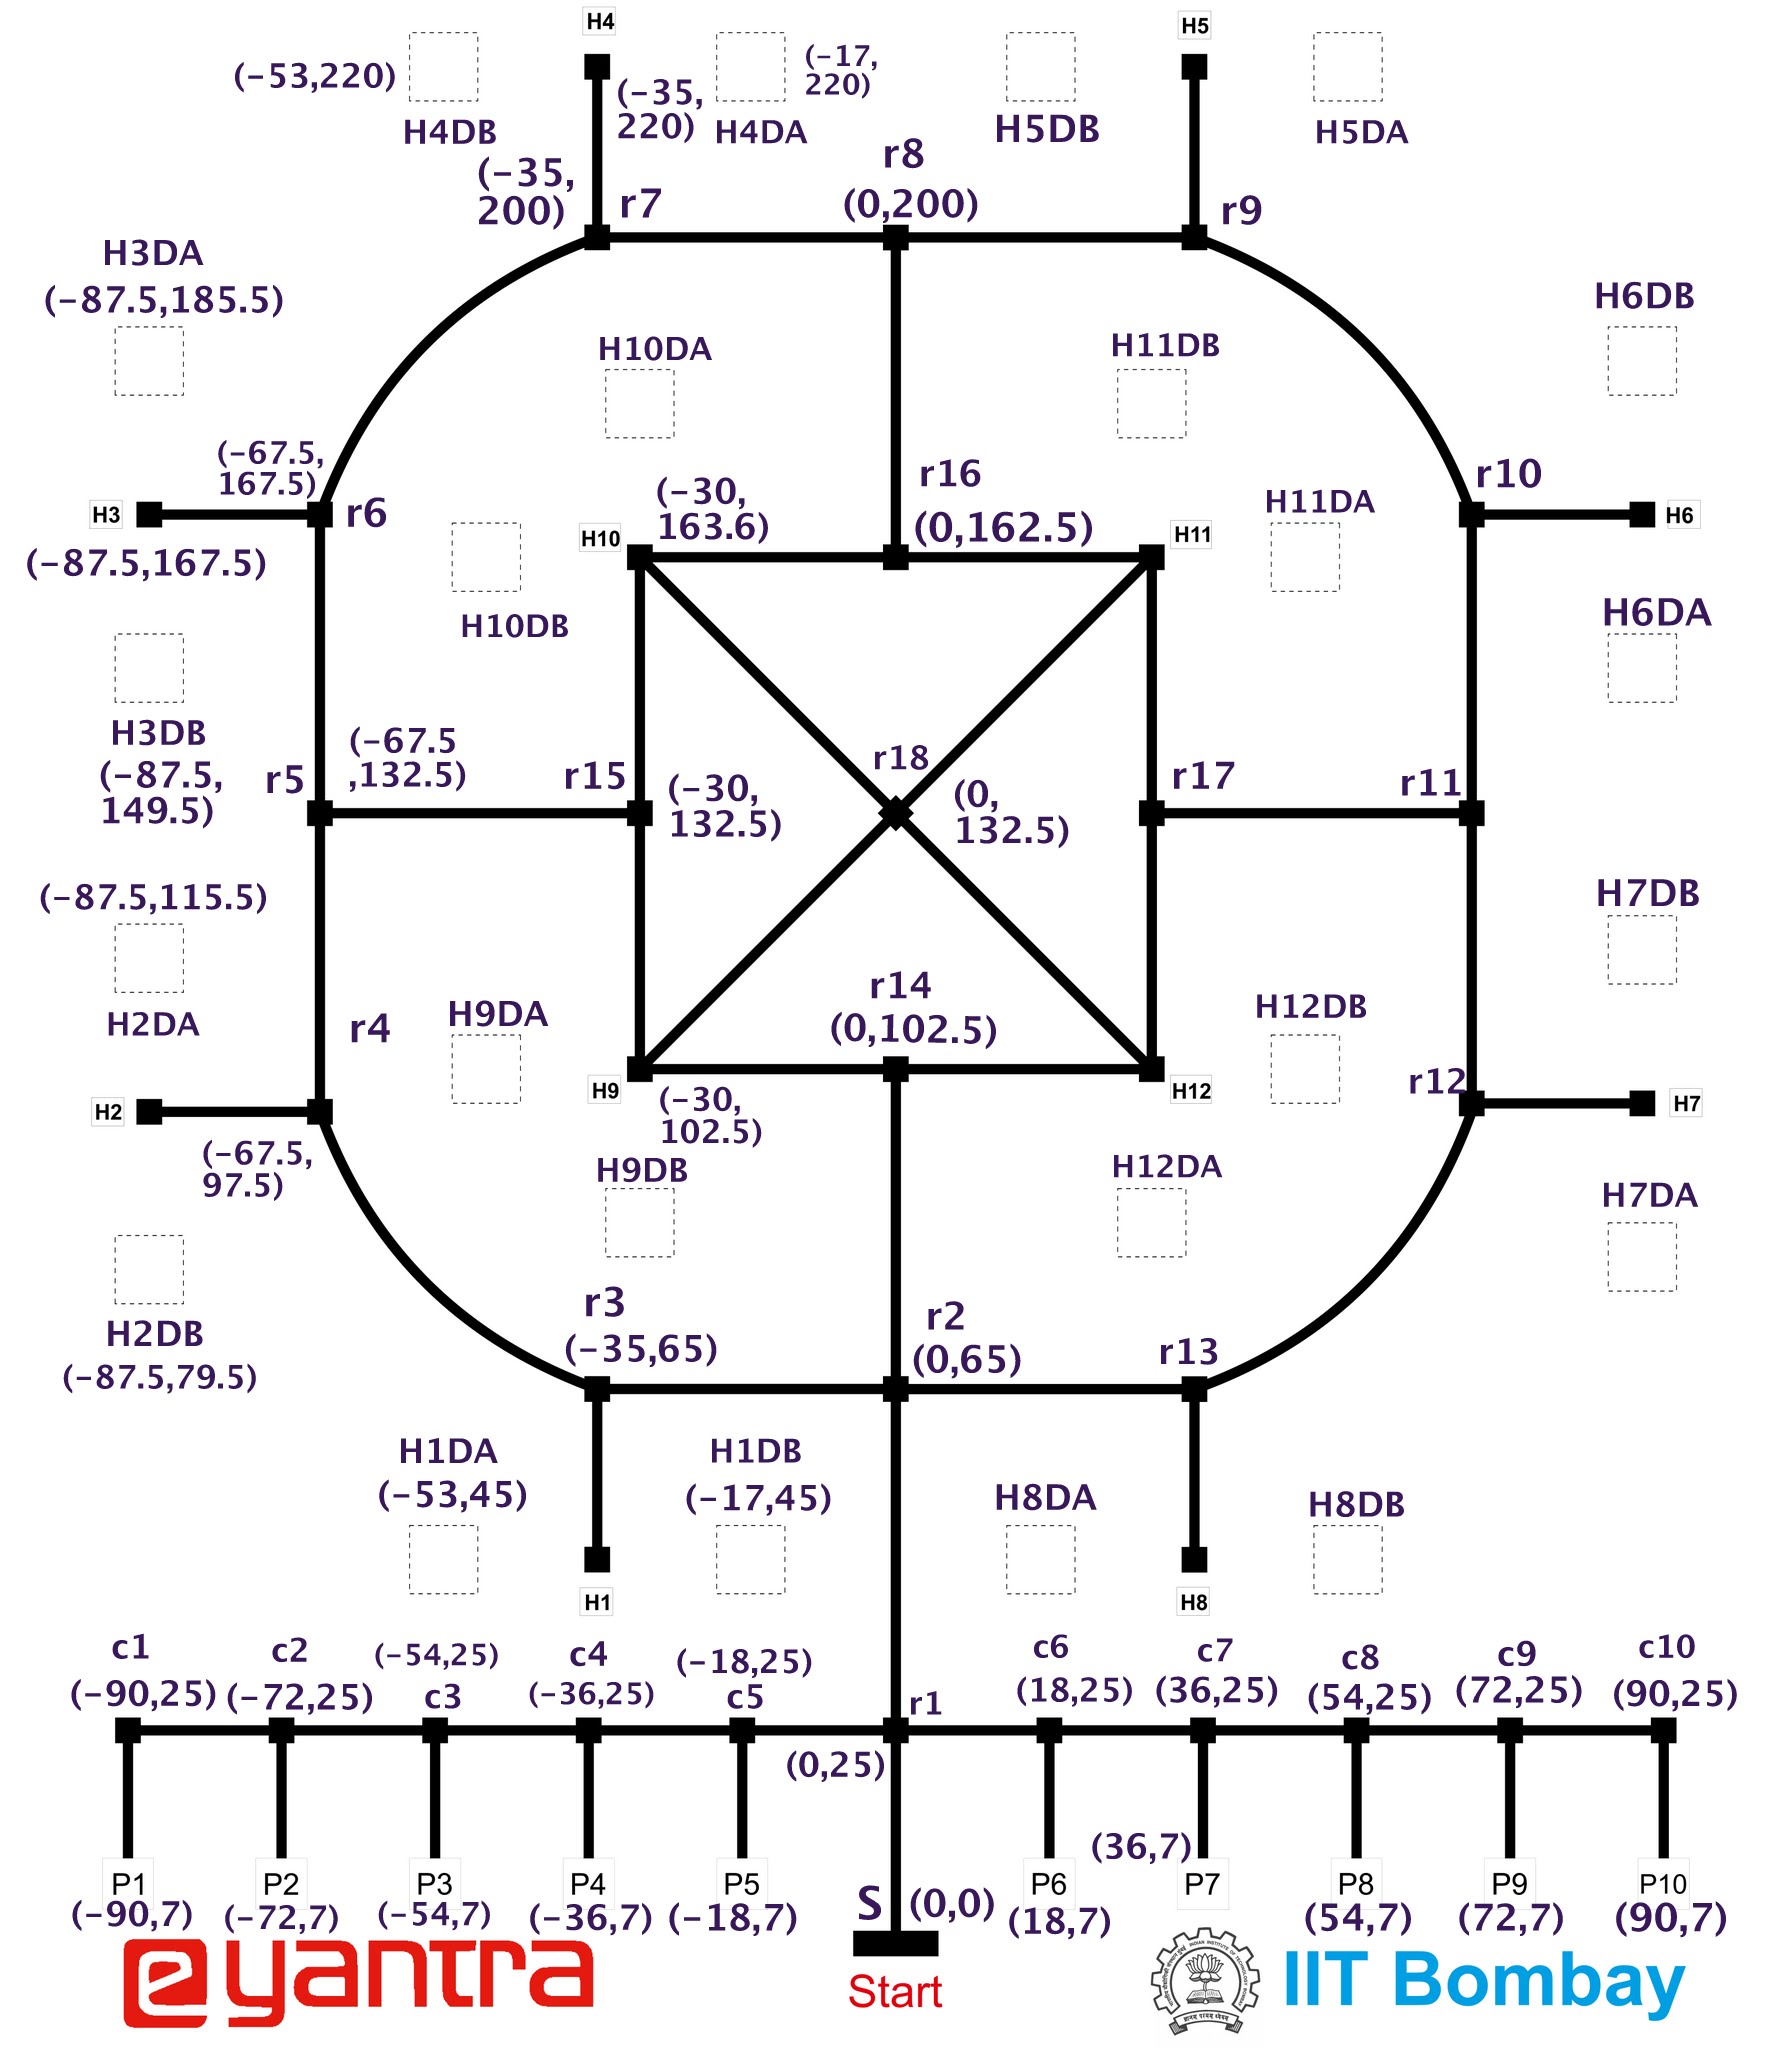 H4
H5
(-53,220)
(-35,
220)
(-17,
220)
H4DB
H4DA
H5DB
H5DA
r8
(0,200)
(-35,
200)
r7
r9
H3DA
(-87.5,185.5)
H6DB
H10DA
H11DB
(-67.5,
167.5)
r6
H3
(-87.5,167.5)
r16
(0,162.5)
(-30,
163.6)
H10
H11
H11DA
r10
H6
H10DB
H6DA
H3DB
(-87.5,
149.5)
r5
(-67.5
,132.5)
r15
(-30,
132.5)
r18
(0,
132.5)
r17
r11
(-87.5,115.5)
H2DA
H7DB
r4
H9DA
r14
(0,102.5)
H12DB
r12
H2
H9
(-30,
102.5)
H12
H7
(-67.5,
97.5)
H9DB
H12DA
H7DA
H2DB
(-87.5,79.5)
r3
(-35,65)
r2
(0,65)
r13
H1DA
(-53,45)
H1DB
(-17,45)
H8DA
H8DB
H1
H8
c1
(-90,25)
c2
(-72,25)
(-54,25)
c3
c4
(-36,25)
(-18,25)
c5
r1
(0,25)
c6
(18,25)
c7
(36,25)
c8
(54,25)
c9
(72,25)
c10
(90,25)
(36,7)
P1
(-90,7)
P2
(-72,7)
P3
(-54,7)
P4
(-36,7)
P5
(-18,7)
S
(0,0)
P6
(18,7)
P7
P8
(54,7)
P9
(72,7)
P10
(90,7)
eyantra
Start
IIT Bombay